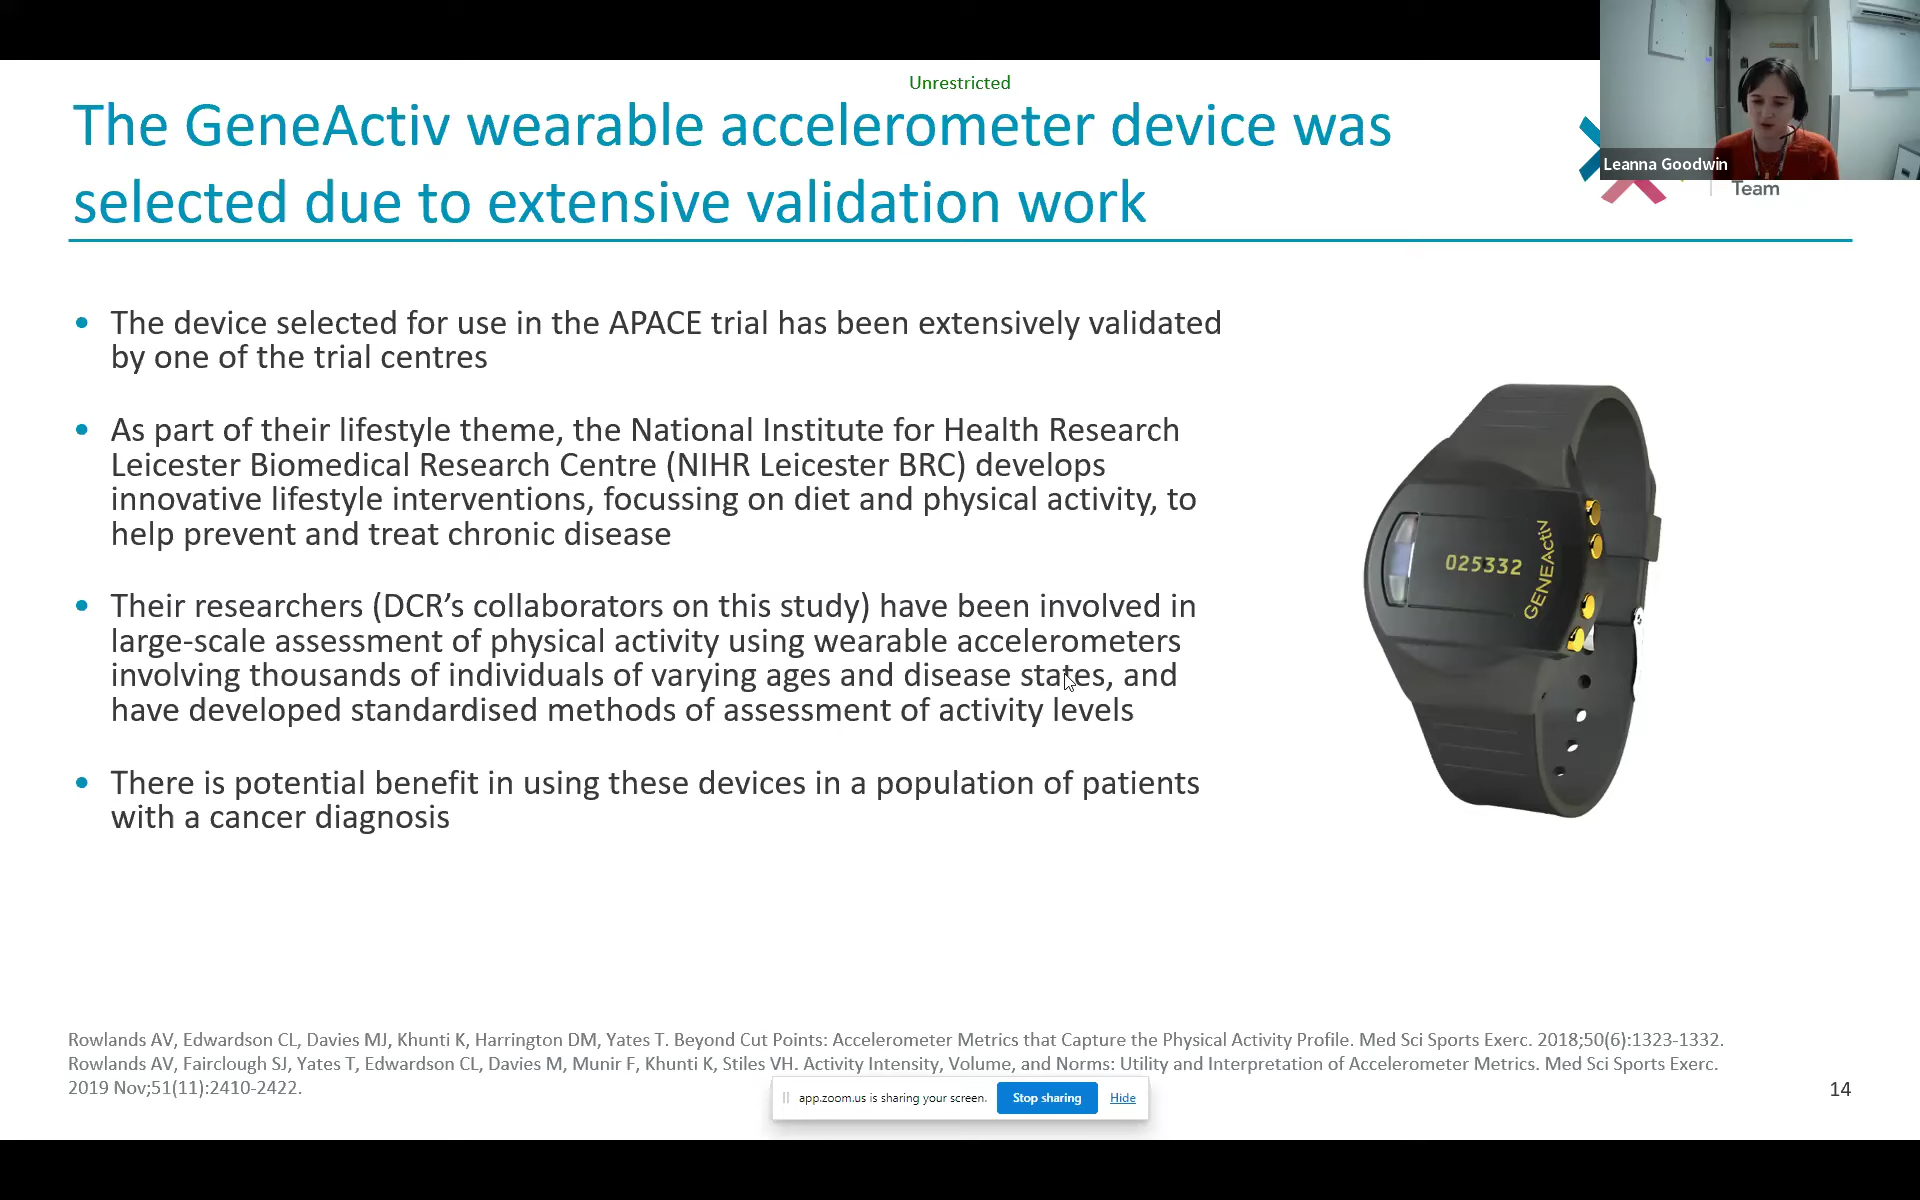 Unrestricted
The GeneActiv wearable accelerometer device was
selected due to extensive validation work
Leanna Goodwin
Team
• The device selected for use in the APACE trial has been extensively validated
by one of the trial centres
• As part of their lifestyle theme, the National Institute for Health Research
Leicester Biomedical Research Centre (NIHR Leicester BRC) develops
innovative lifestyle interventions, focussing on diet and physical activity, to
help prevent and treat chronic disease
• Their researchers (DCR’s collaborators on this study) have been involved in
large-scale assessment of physical activity using wearable accelerometers
involving thousands of individuals of varying ages and disease states, and
have developed standardised methods of assessment of activity levels
• There is potential benefit in using these devices in a population of patients
with a cancer diagnosis
025332
GENEActiv
Rowlands AV, Edwardson CL, Davies MJ, Khunti K, Harrington DM, Yates T. Beyond Cut Points: Accelerometer Metrics that Capture the Physical Activity Profile. Med Sci Sports Exerc. 2018;50(6):1323-1332.
Rowlands AV, Fairclough SJ, Yates T, Edwardson CL, Davies M, Munir F, Khunti K, Stiles VH. Activity Intensity, Volume, and Norms: Utility and Interpretation of Accelerometer Metrics. Med Sci Sports Exerc.
2019 Nov;51(11):2410-2422.
14
app.zoom.us is sharing your screen.
Stop sharing
Hide